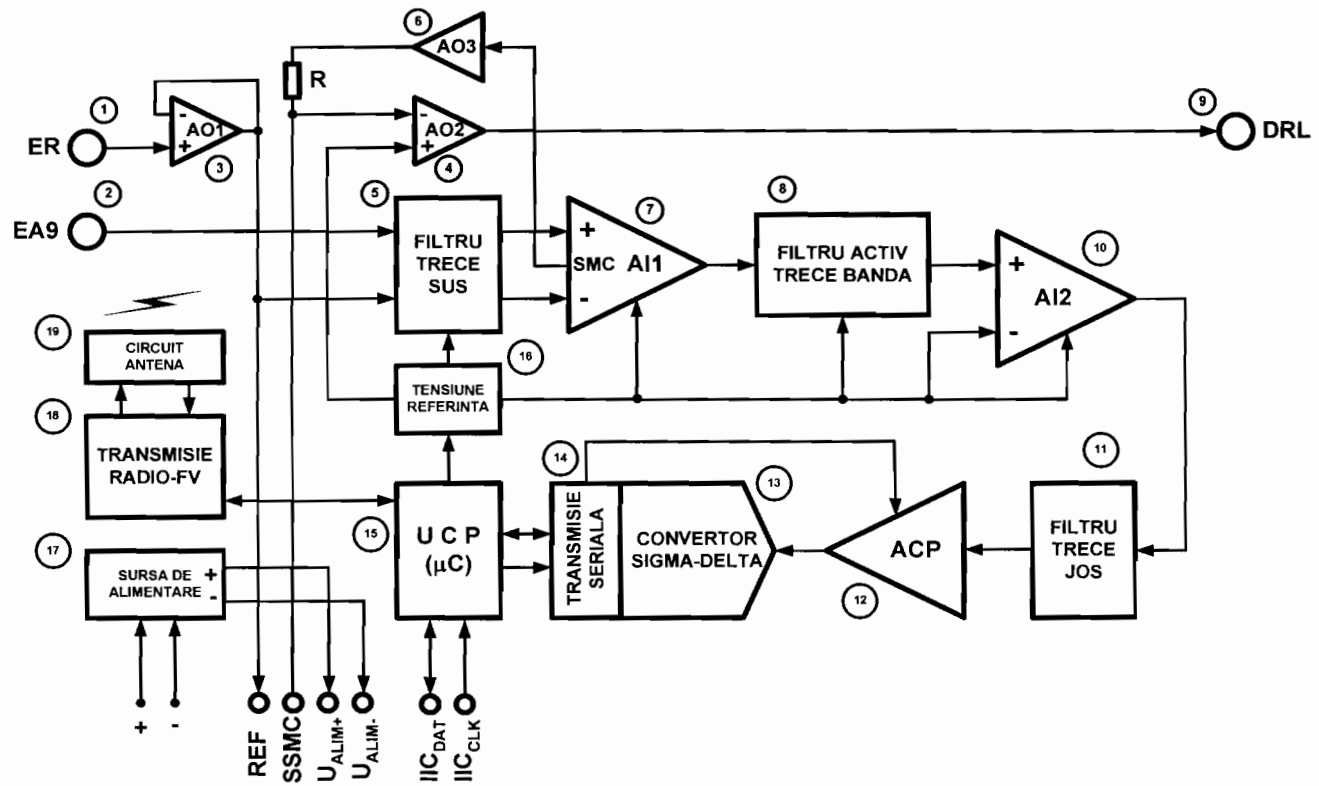 6
AO3
R
1
-
AO1
+
ER
3
-
AO2
+
4
9
DRL
2
EA9
5
FILTRU
TRECE
SUS
7
+
SMC AI1
-
8
FILTRU ACTIV
TRECE BANDA
10
+
AI2
-
19
CIRCUIT
ANTENA
16
TENSIUNE
REFERINTA
18
TRANSMISIE
RADIO-FV
15
U C P
(µC)
14
TRANSMISIE
SERIALA
13
CONVERTOR
SIGMA-DELTA
ACP
12
11
FILTRU
TRECE
JOS
17
SURSA DE
ALIMENTARE
+
-
+
-
REF
SSMC
UALIM+
UALIM-
IICDAT
IICCLK